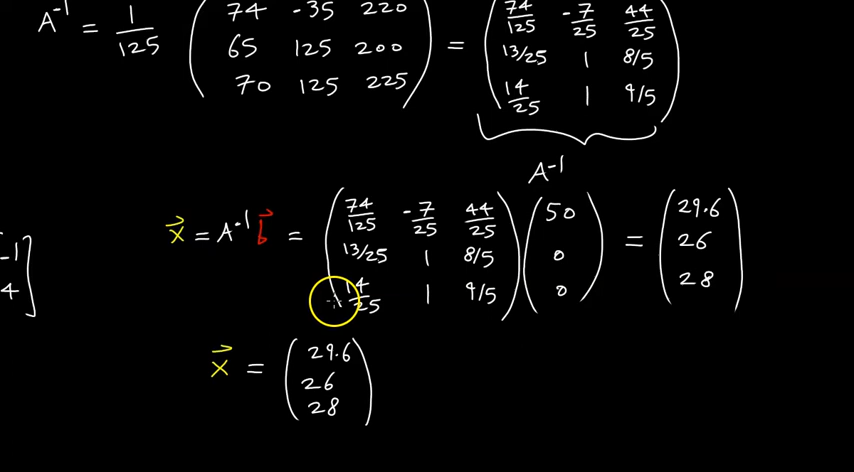 A⁻¹ = 1/125 ( 74 -35 220 = ( 74/125 -7/25 44/25
65 125 200 13/25 1 8/5
70 125 225 ) 14/25 1 9/5 )
A⁻¹
x⃗ = A⁻¹ b⃗ = ( 74/125 -7/25 44/25 ) ( 50 ) = ( 29.6 )
13/25 1 8/5 0 26
14/25 1 9/5 0 28
-1
4 ]
x⃗ = ( 29.6 )
26
28